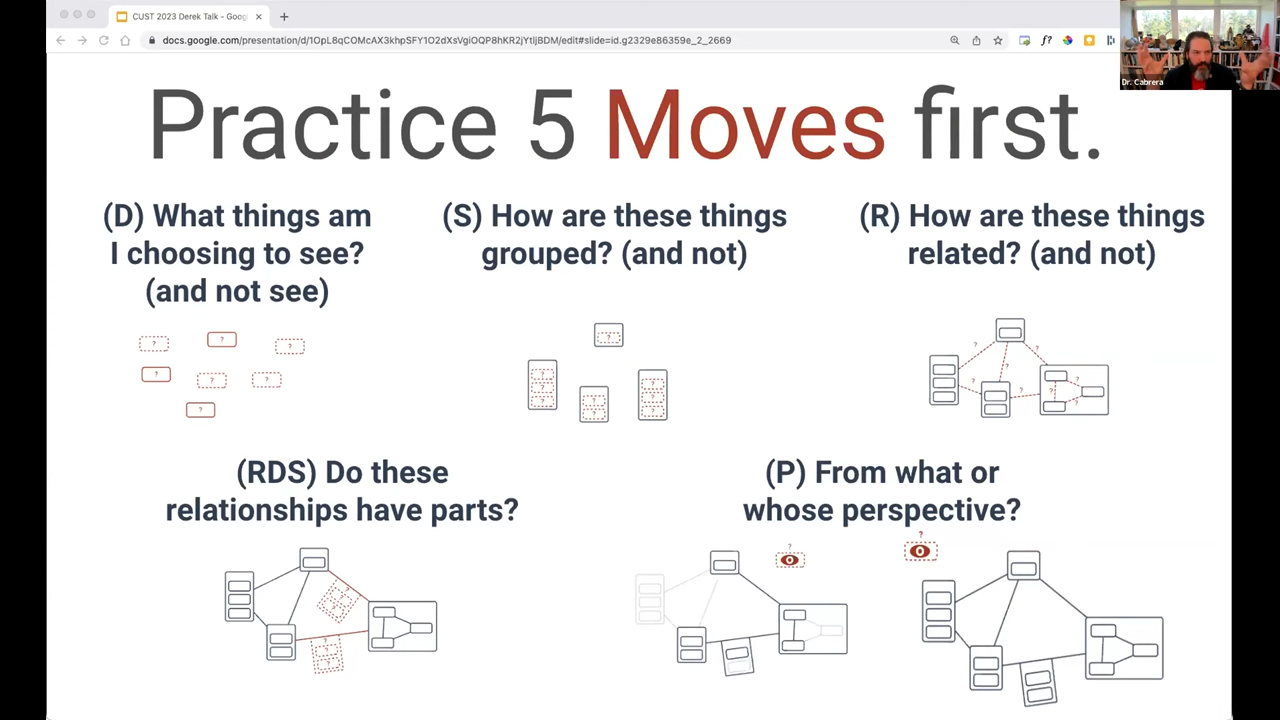 CUST 2023 Derek Talk - Goog
docs.google.com/presentation/d/1OpL8qCOMcAX3khpSFY1O2dXsVgiOQP8hKR2jYtljBDM/edit#slide=id.g2329e86359e_2_2669
Dr. Cabrera
Practice 5 Moves first.
(D) What things am
I choosing to see?
(and not see)
(S) How are these things
grouped? (and not)
(R) How are these things
related? (and not)
(RDS) Do these
relationships have parts?
(P) From what or
whose perspective?